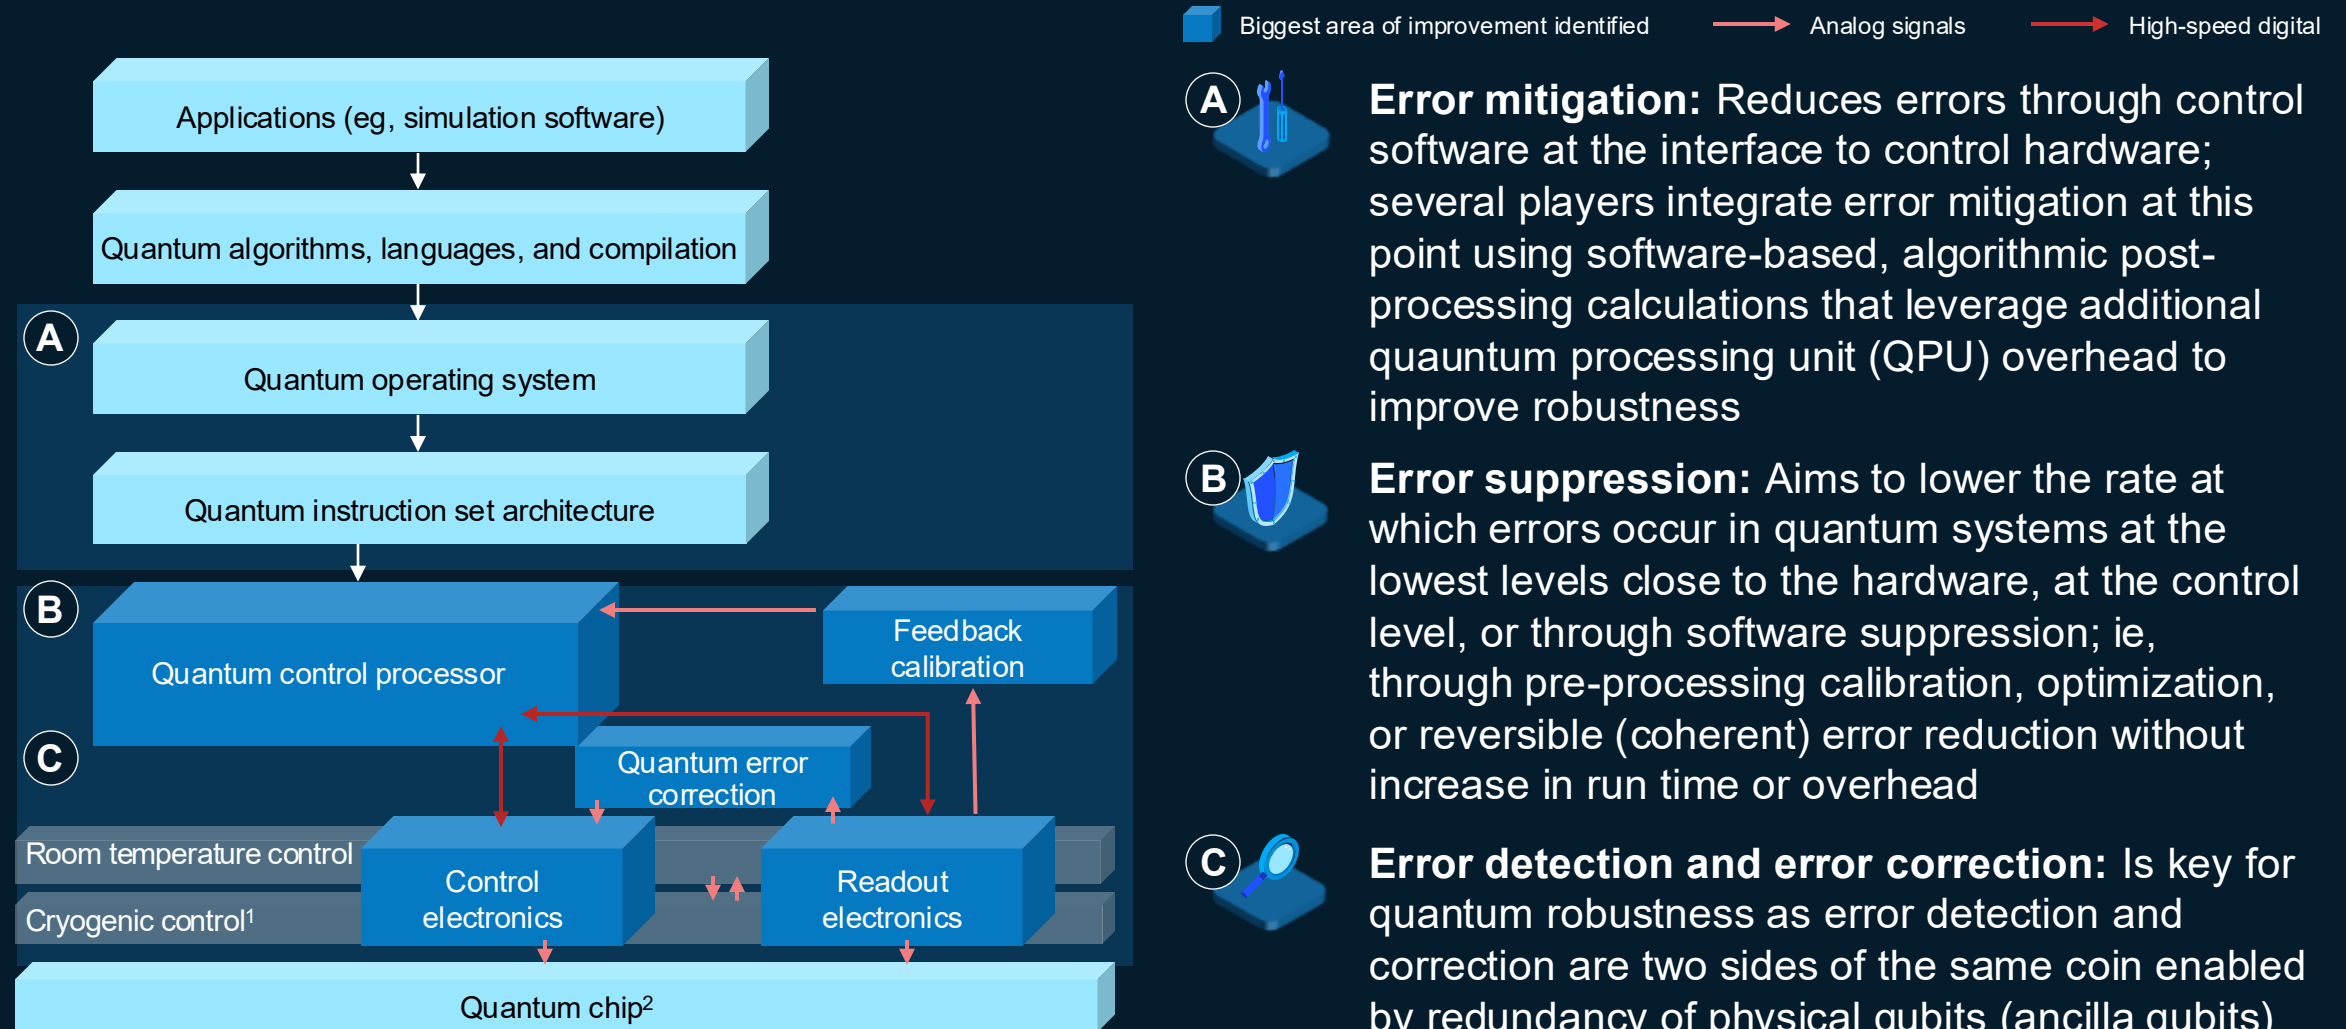 Biggest area of improvement identified
Analog signals
High-speed digital
Applications (eg, simulation software)
Quantum algorithms, languages, and compilation
A
Quantum operating system
Quantum instruction set architecture
B
Quantum control processor
Feedback
calibration
C
Quantum error
correction
Room temperature control
Cryogenic control¹
Control
electronics
Readout
electronics
Quantum chip²
A
Error mitigation: Reduces errors through control
software at the interface to control hardware;
several players integrate error mitigation at this
point using software-based, algorithmic post-
processing calculations that leverage additional
quauntum processing unit (QPU) overhead to
improve robustness
B
Error suppression: Aims to lower the rate at
which errors occur in quantum systems at the
lowest levels close to the hardware, at the control
level, or through software suppression; ie,
through pre-processing calibration, optimization,
or reversible (coherent) error reduction without
increase in run time or overhead
C
Error detection and error correction: Is key for
quantum robustness as error detection and
correction are two sides of the same coin enabled
by redundancy of physical qubits (ancilla qubits)